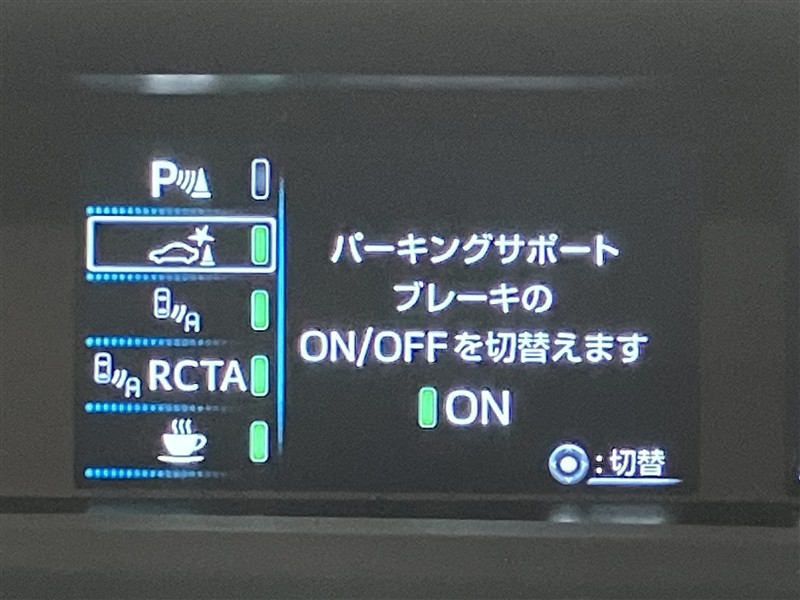 P
RCTA
パーキングサポート
ブレーキの
ON/OFFを切替えます
ON
:切替